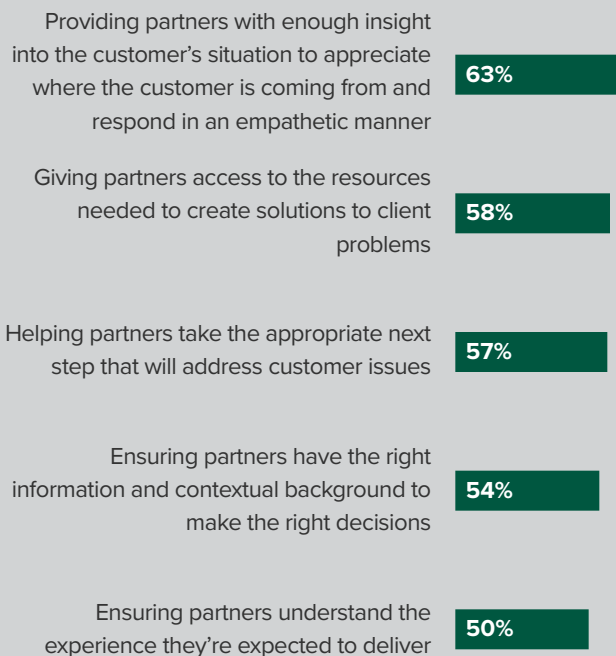 Providing partners with enough insight
into the customer’s situation to appreciate
where the customer is coming from and
respond in an empathetic manner
63%
Giving partners access to the resources
needed to create solutions to client
problems
58%
Helping partners take the appropriate next
step that will address customer issues
57%
Ensuring partners have the right
information and contextual background to
make the right decisions
54%
Ensuring partners understand the
experience they’re expected to deliver
50%